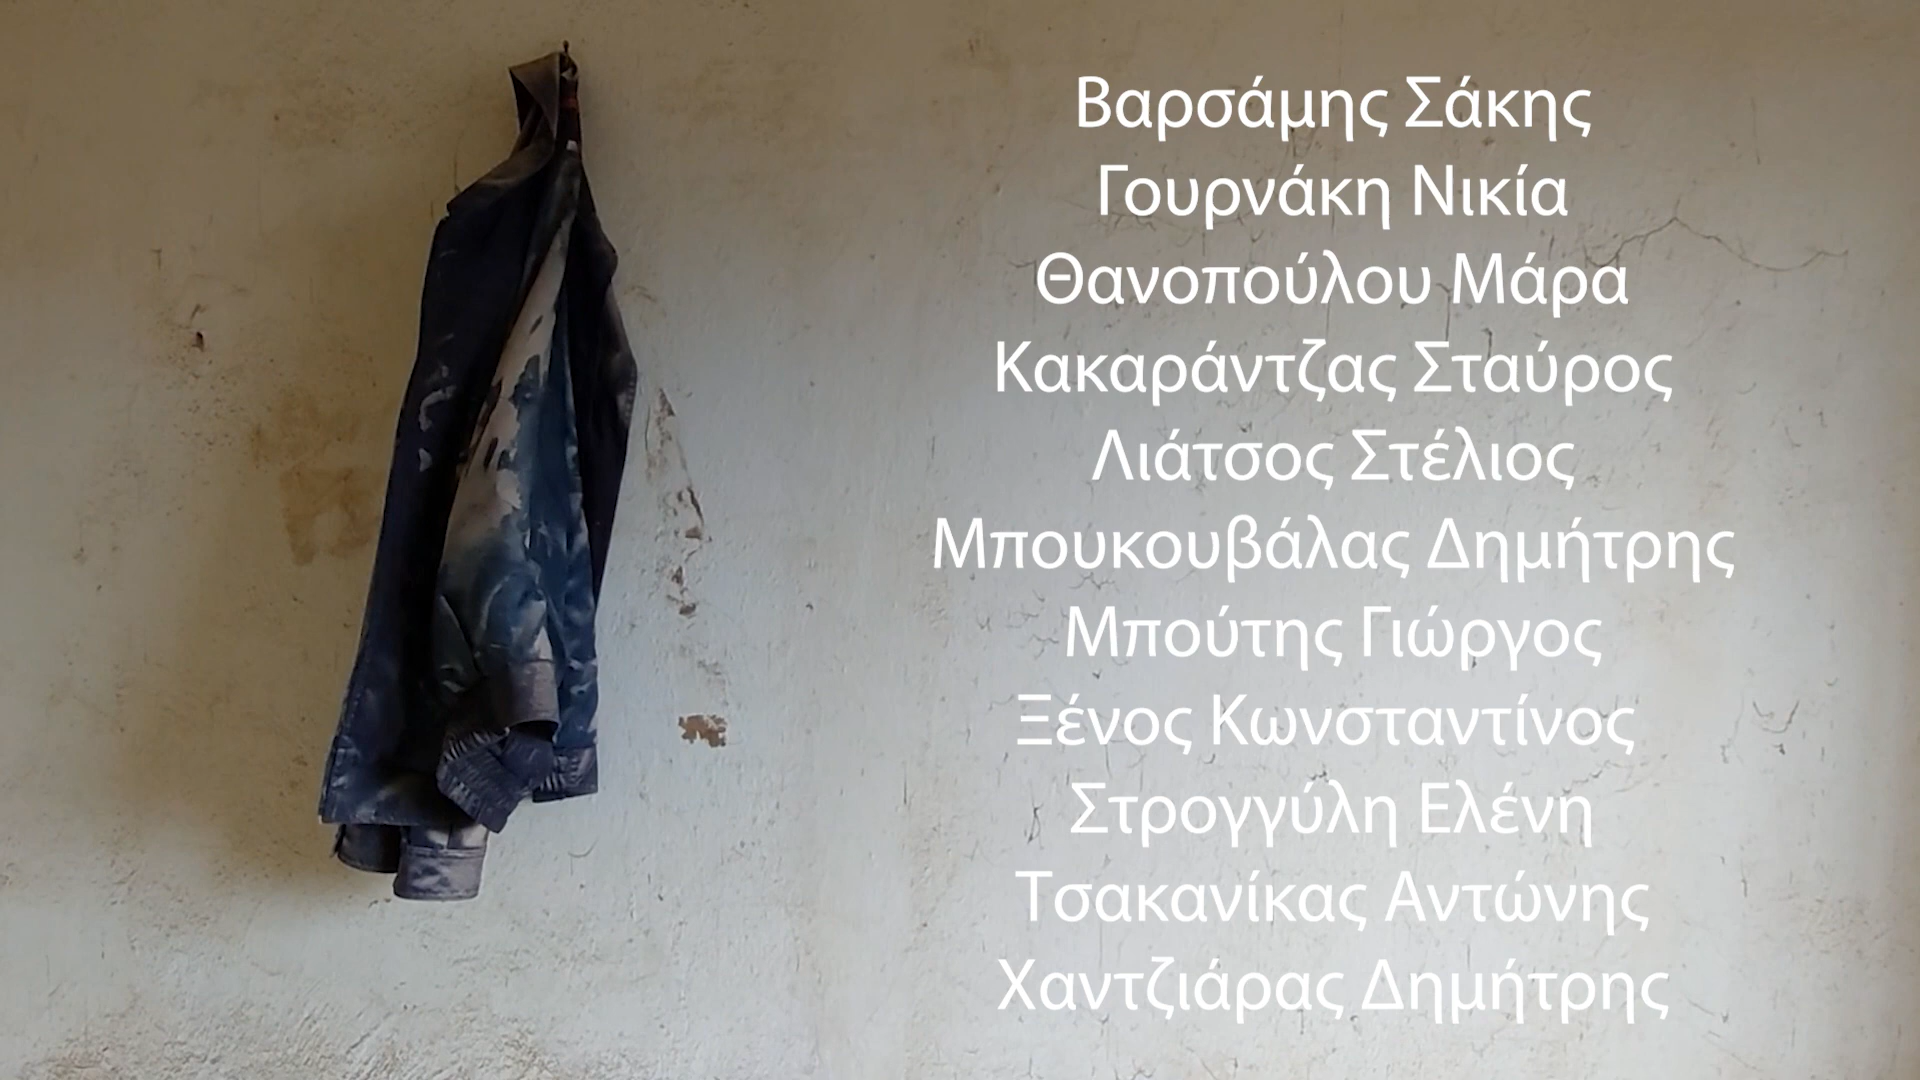 Βαρσάμης Σάκης
Γουρνάκη Νικία
Θανοπούλου Μάρα
Κακαράντζας Σταύρος
Λιάτσος Στέλιος
Μπουκουβάλας Δημήτρης
Μπούτης Γιώργος
Ξένος Κωνσταντίνος
Στρογγύλη Ελένη
Τσακανίκας Αντώνης
Χαντζιάρας Δημήτρης